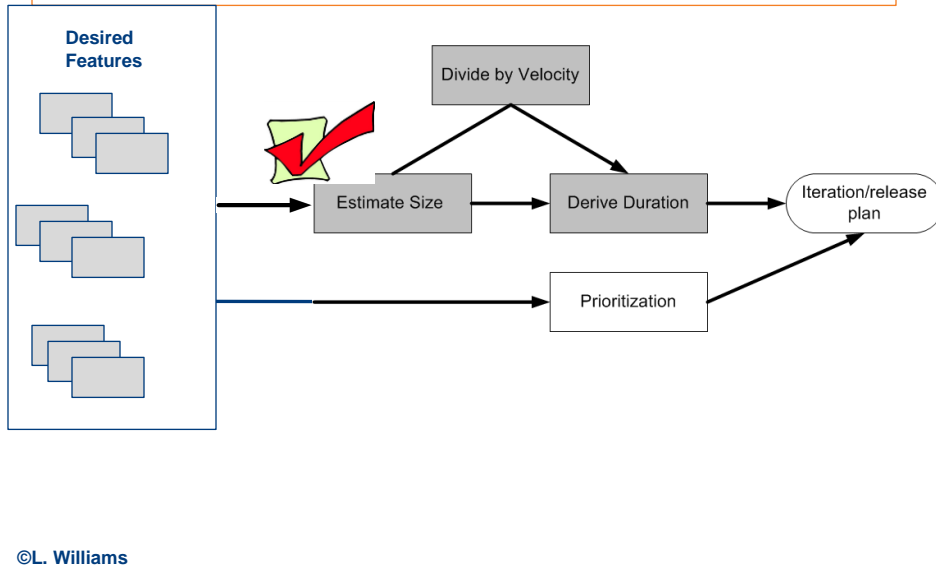 Desired
Features
Divide by Velocity
Estimate Size
Derive Duration
Iteration/release
plan
Prioritization
©L. Williams